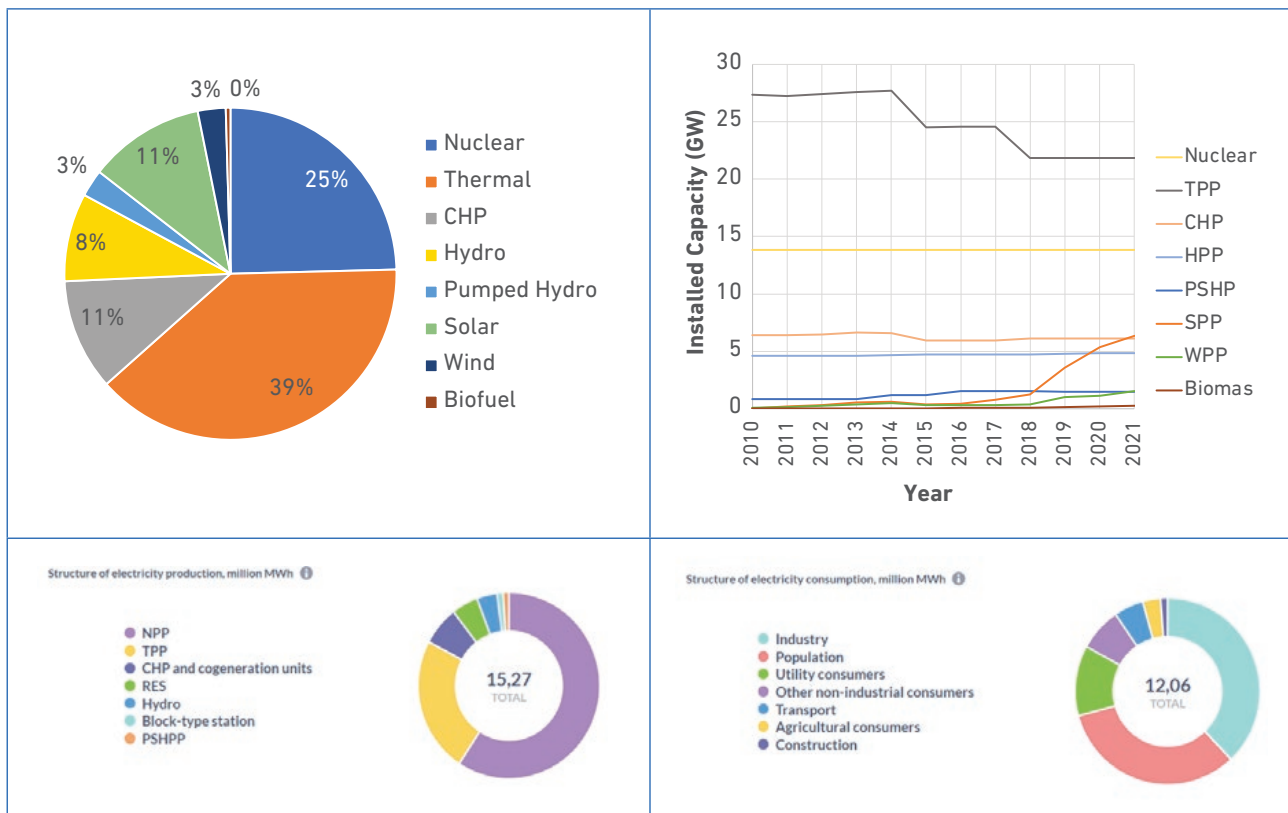 3% 0%
11%
3%
25%
8%
11%
39%
Nuclear
Thermal
CHP
Hydro
Pumped Hydro
Solar
Wind
Biofuel
Installed Capacity (GW)
30
25
20
15
10
5
0
2010
2011
2012
2013
2014
2015
2016
2017
2018
2019
2020
2021
Year
Nuclear
TPP
CHP
HPP
PSHP
SPP
WPP
Biomas
Structure of electricity production, million MWh i
NPP
TPP
CHP and cogeneration units
RES
Hydro
Block-type station
PSHPP
15,27
TOTAL
Structure of electricity consumption, million MWh i
Industry
Population
Utility consumers
Other non-industrial consumers
Transport
Agricultural consumers
Construction
12,06
TOTAL